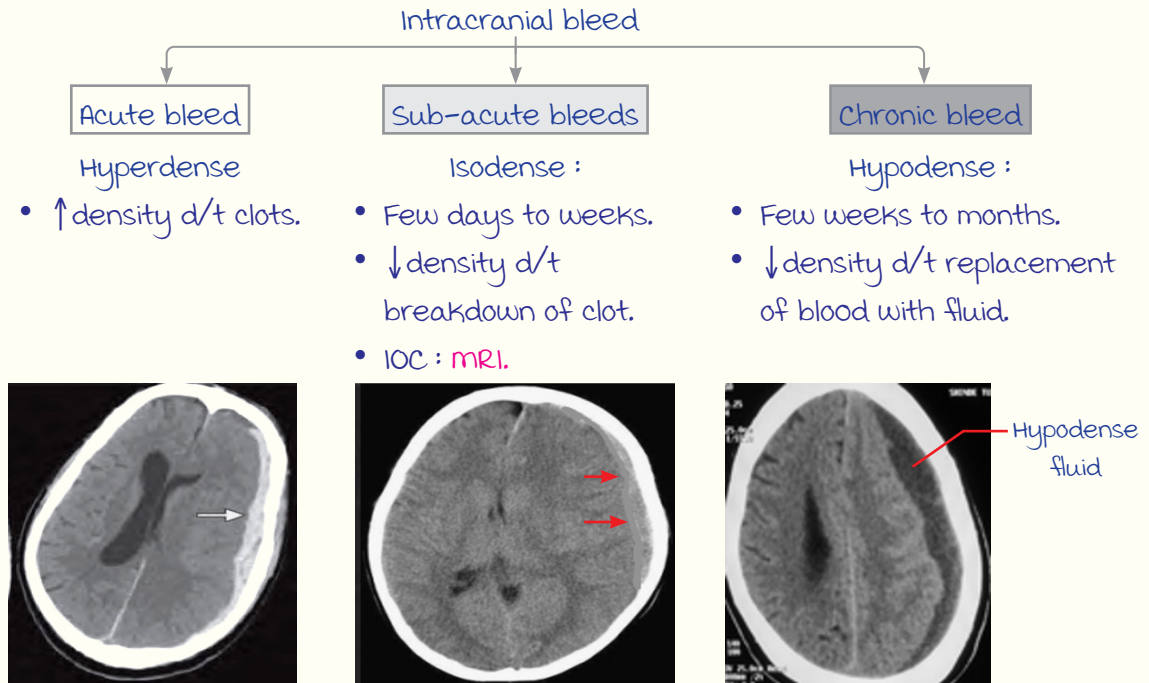 Intracranial bleed
Acute bleed
Hyperdense
• ↑ density d/t clots.
Sub-acute bleeds
Isodense :
• Few days to weeks.
• ↓ density d/t
breakdown of clot.
• IOC : MRI.
Chronic bleed
Hypodense :
• Few weeks to months.
• ↓ density d/t replacement
of blood with fluid.
Hypodense
fluid